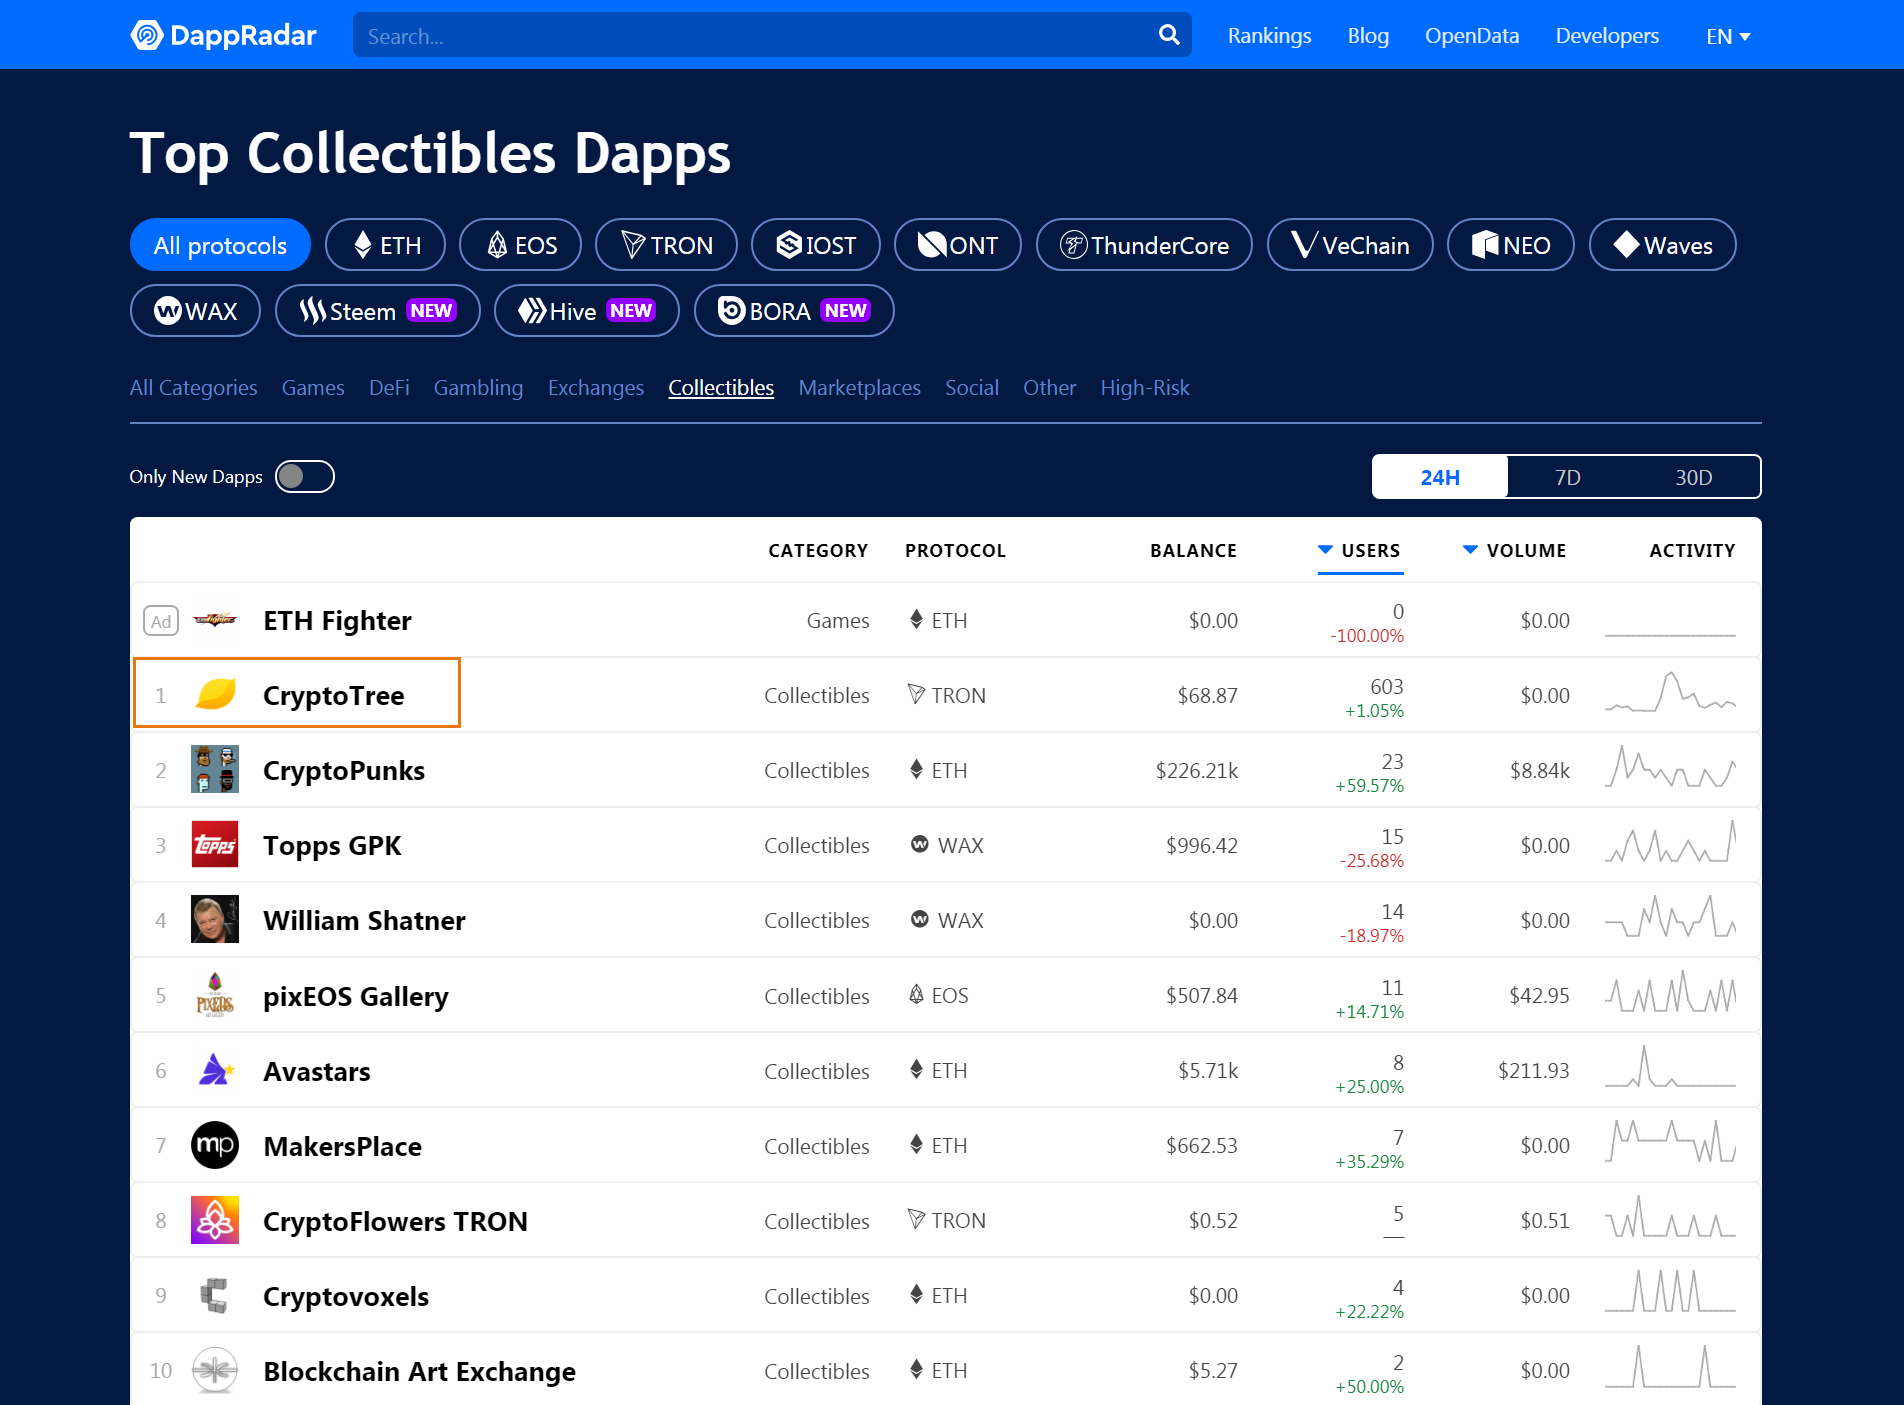 DappRadar Search... Rankings Blog OpenData Developers EN
Top Collectibles Dapps
All protocols ETH EOS TRON IOST ONT ThunderCore VeChain NEO Waves
WAX Steem NEW Hive NEW BORA NEW
All Categories Games DeFi Gambling Exchanges Collectibles Marketplaces Social Other High-Risk
Only New Dapps 24H 7D 30D
CATEGORY PROTOCOL BALANCE USERS VOLUME ACTIVITY
Ad ETH Fighter Games ETH $0.00 0 $0.00
-100.00%
1 CryptoTree Collectibles TRON $68.87 603 $0.00
+1.05%
2 CryptoPunks Collectibles ETH $226.21k 23 $8.84k
+59.57%
3 Topps Topps GPK Collectibles WAX $996.42 15 $0.00
-25.68%
4 William Shatner Collectibles WAX $0.00 14 $0.00
-18.97%
5 PIXEOS pixEOS Gallery Collectibles EOS $507.84 11 $42.95
+14.71%
6 Avastars Collectibles ETH $5.71k 8 $211.93
+25.00%
7 mp MakersPlace Collectibles ETH $662.53 7 $0.00
+35.29%
8 CryptoFlowers TRON Collectibles TRON $0.52 5 $0.51
—
9 Cryptovoxels Collectibles ETH $0.00 4 $0.00
+22.22%
10 Blockchain Art Exchange Collectibles ETH $5.27 2 $0.00
+50.00%